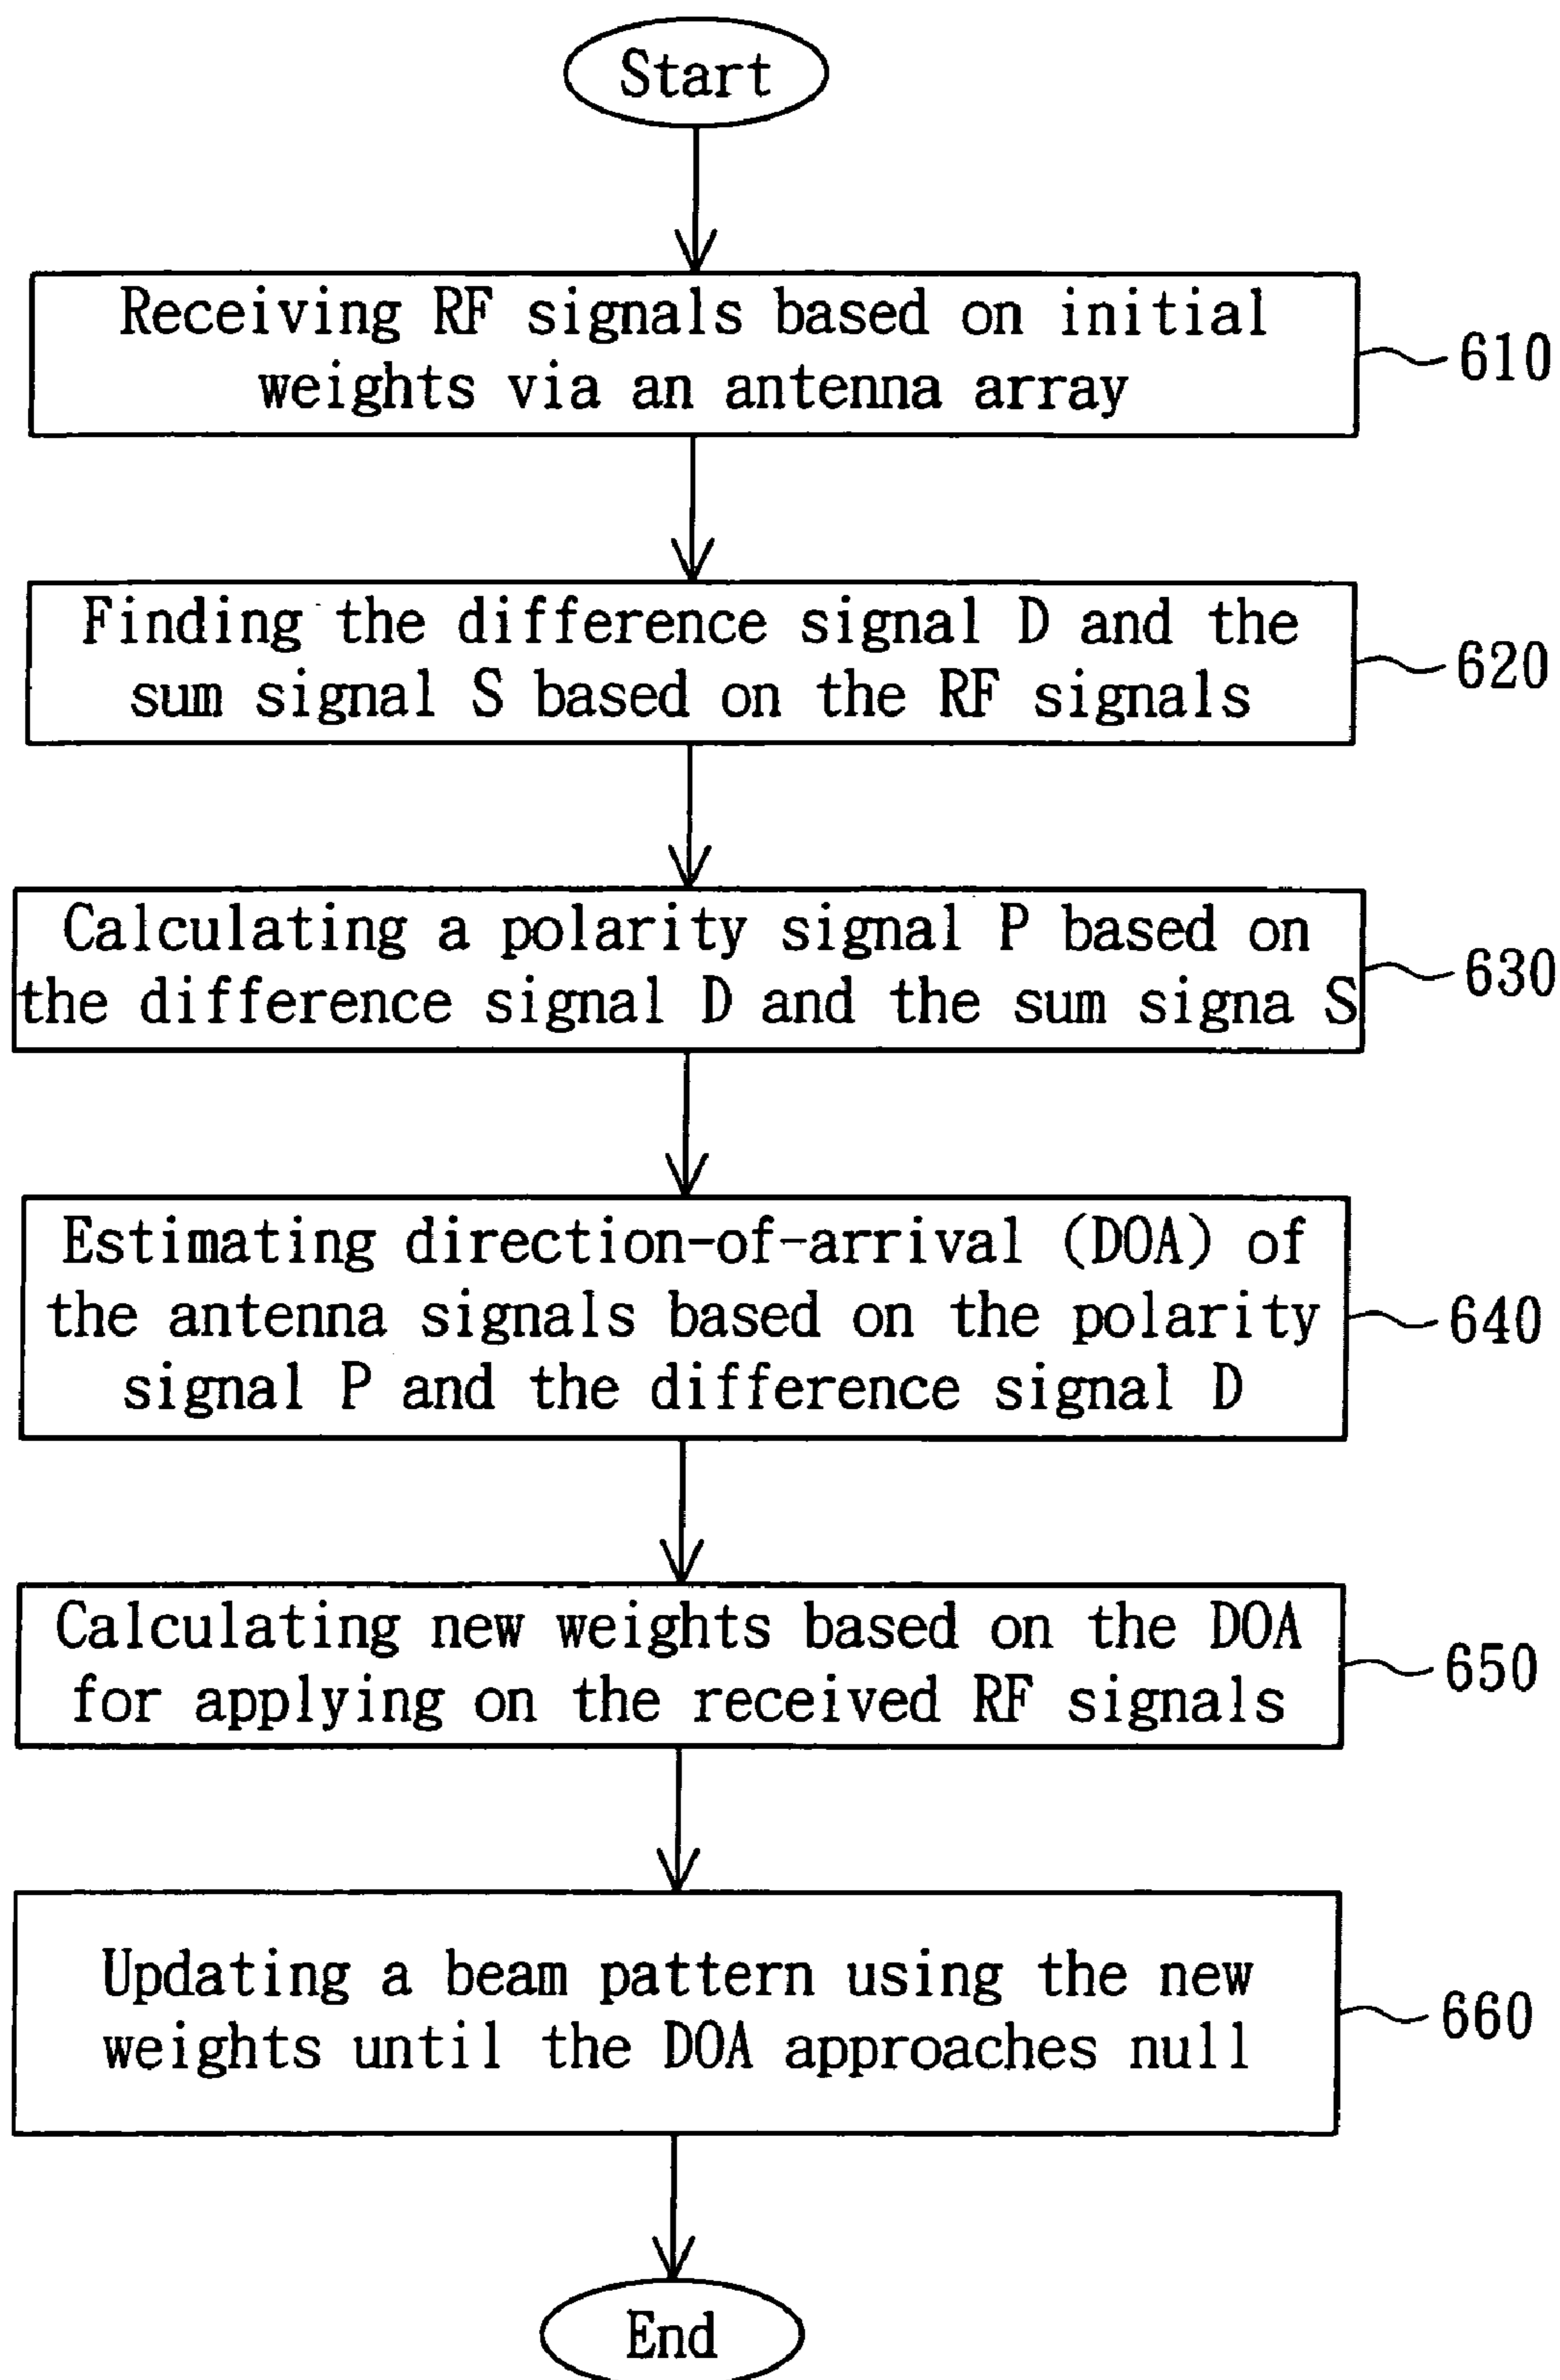 Start
Receiving RF signals based on initial
weights via an antenna array
610
Finding the difference signal D and the
sum signal S based on the RF signals
620
Calculating a polarity signal P based on
the difference signal D and the sum signa S
630
Estimating direction-of-arrival (DOA) of
the antenna signals based on the polarity
signal P and the difference signal D
640
Calculating new weights based on the DOA
for applying on the received RF signals
650
Updating a beam pattern using the new
weights until the DOA approaches null
660
End